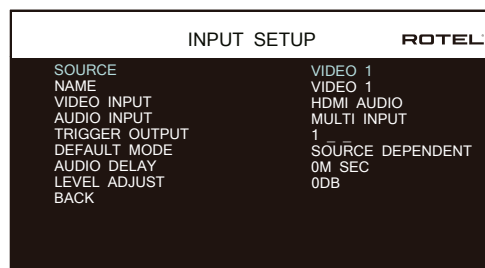 INPUT SETUP ROTEL
SOURCE VIDEO 1
NAME VIDEO 1
VIDEO INPUT HDMI AUDIO
AUDIO INPUT MULTI INPUT
TRIGGER OUTPUT 1 _ _
DEFAULT MODE SOURCE DEPENDENT
AUDIO DELAY 0M SEC
LEVEL ADJUST 0DB
BACK